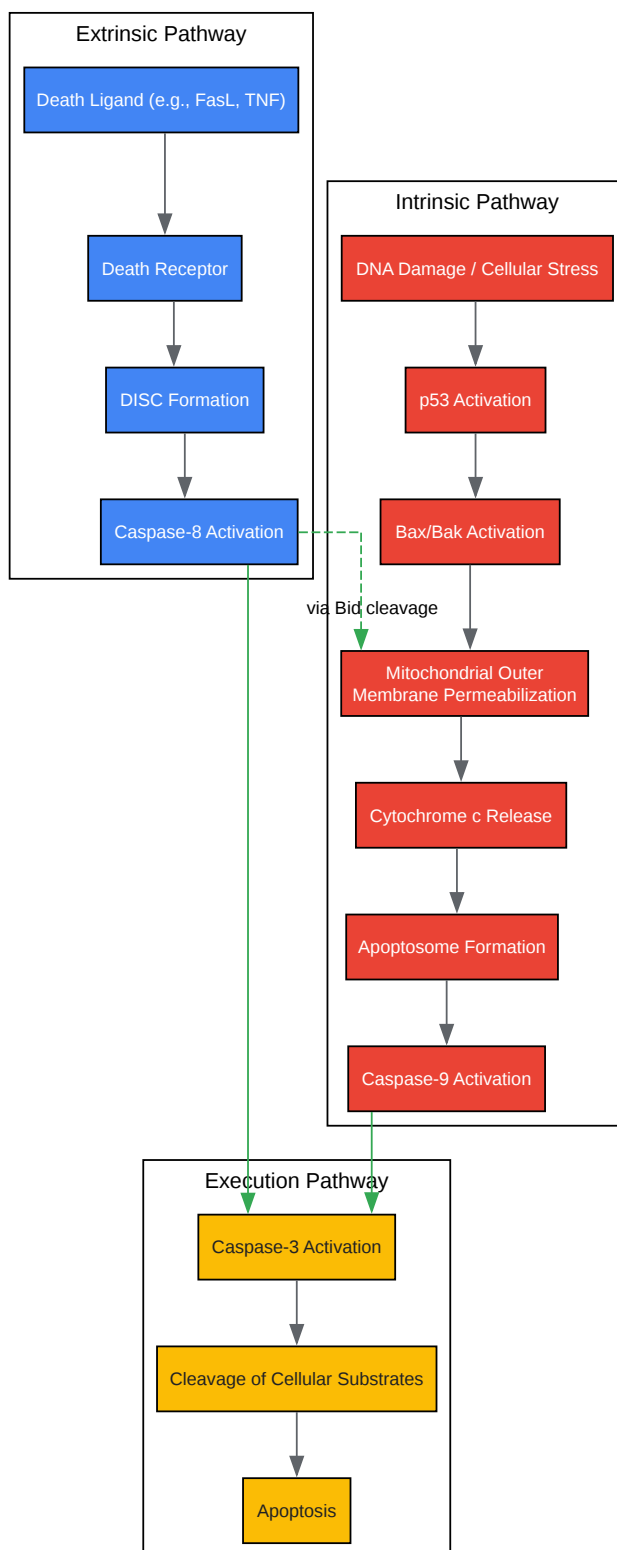 Extrinsic Pathway
Death Ligand (e.g., FasL, TNF)
Death Receptor
DISC Formation
Caspase-8 Activation
via Bid cleavage
Intrinsic Pathway
DNA Damage / Cellular Stress
p53 Activation
Bax/Bak Activation
Mitochondrial Outer
Membrane Permeabilization
Cytochrome c Release
Apoptosome Formation
Caspase-9 Activation
Execution Pathway
Caspase-3 Activation
Cleavage of Cellular Substrates
Apoptosis